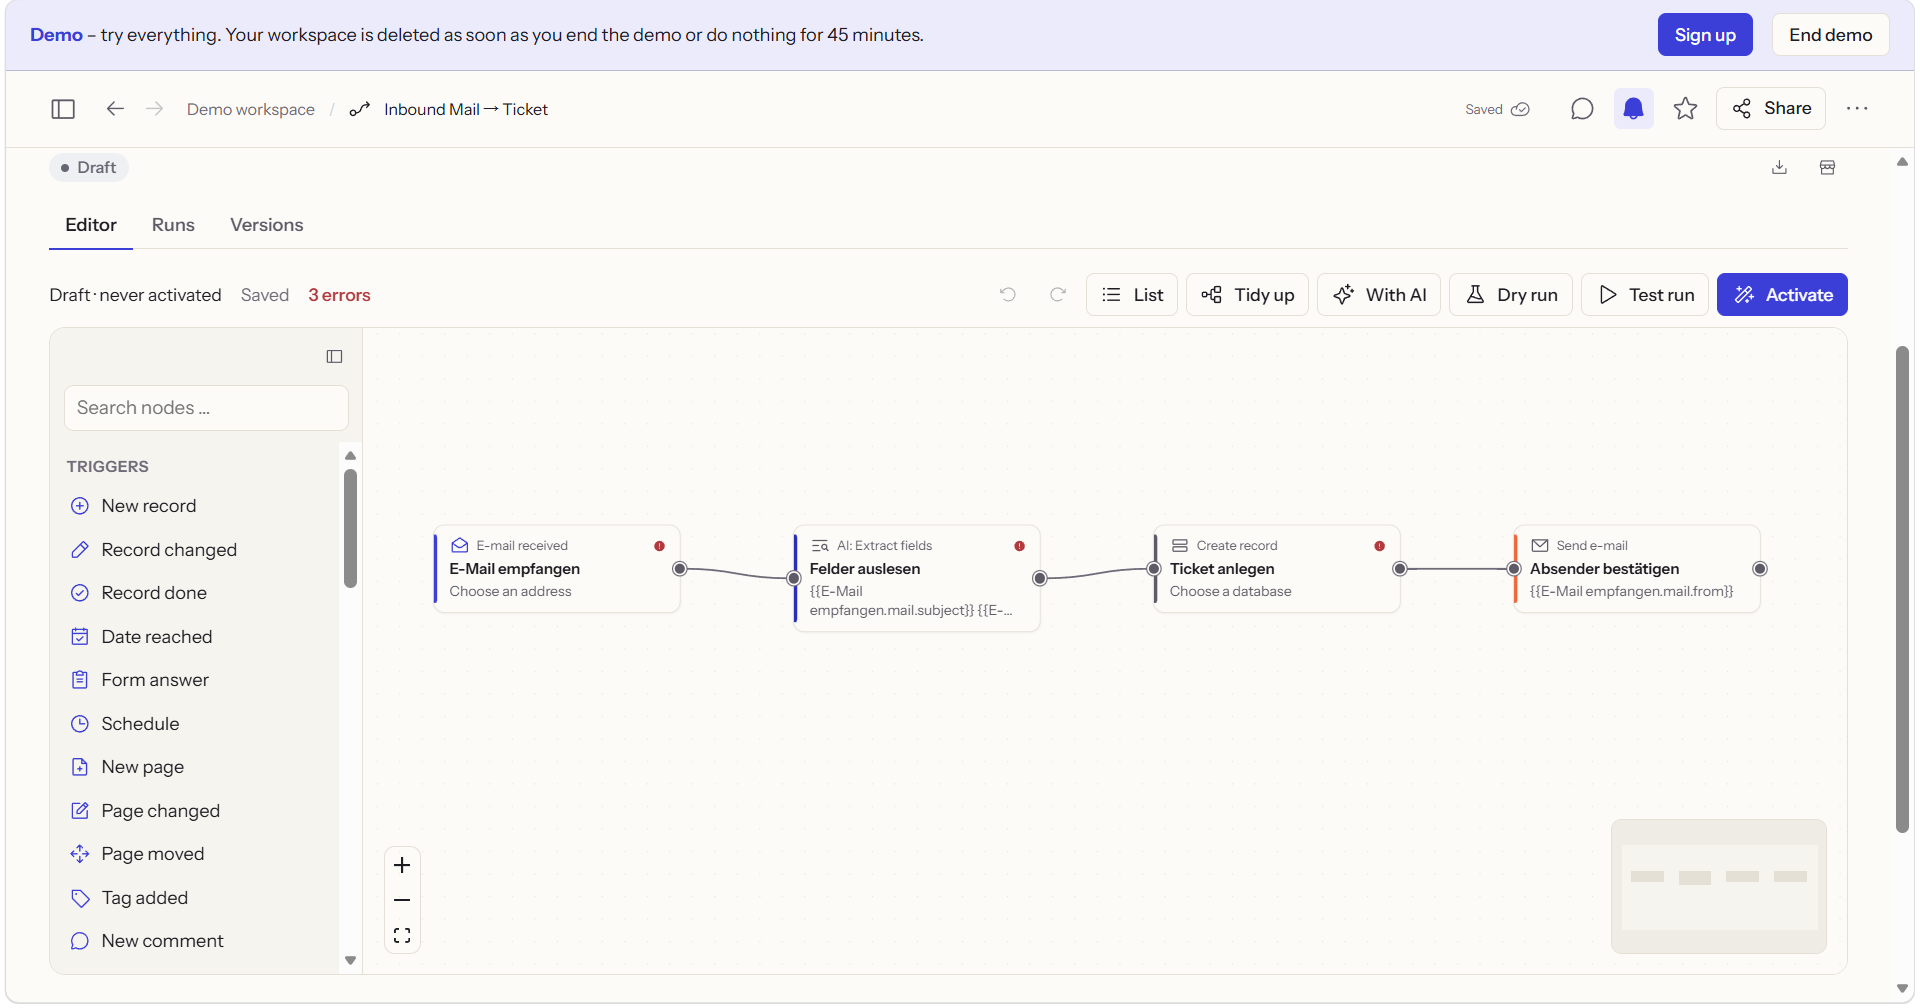 Demo – try everything. Your workspace is deleted as soon as you end the demo or do nothing for 45 minutes.
Sign up
End demo
Demo workspace / Inbound Mail → Ticket
Saved
Share
Draft
Editor
Runs
Versions
Draft · never activated
Saved
3 errors
List
Tidy up
With AI
Dry run
Test run
Activate
Search nodes ...
TRIGGERS
New record
Record changed
Record done
Date reached
Form answer
Schedule
New page
Page changed
Page moved
Tag added
New comment
E-mail received
E-Mail empfangen
Choose an address
AI: Extract fields
Felder auslesen
{{E-Mail
empfangen.mail.subject}} {{E-...
Create record
Ticket anlegen
Choose a database
Send e-mail
Absender bestätigen
{{E-Mail empfangen.mail.from}}